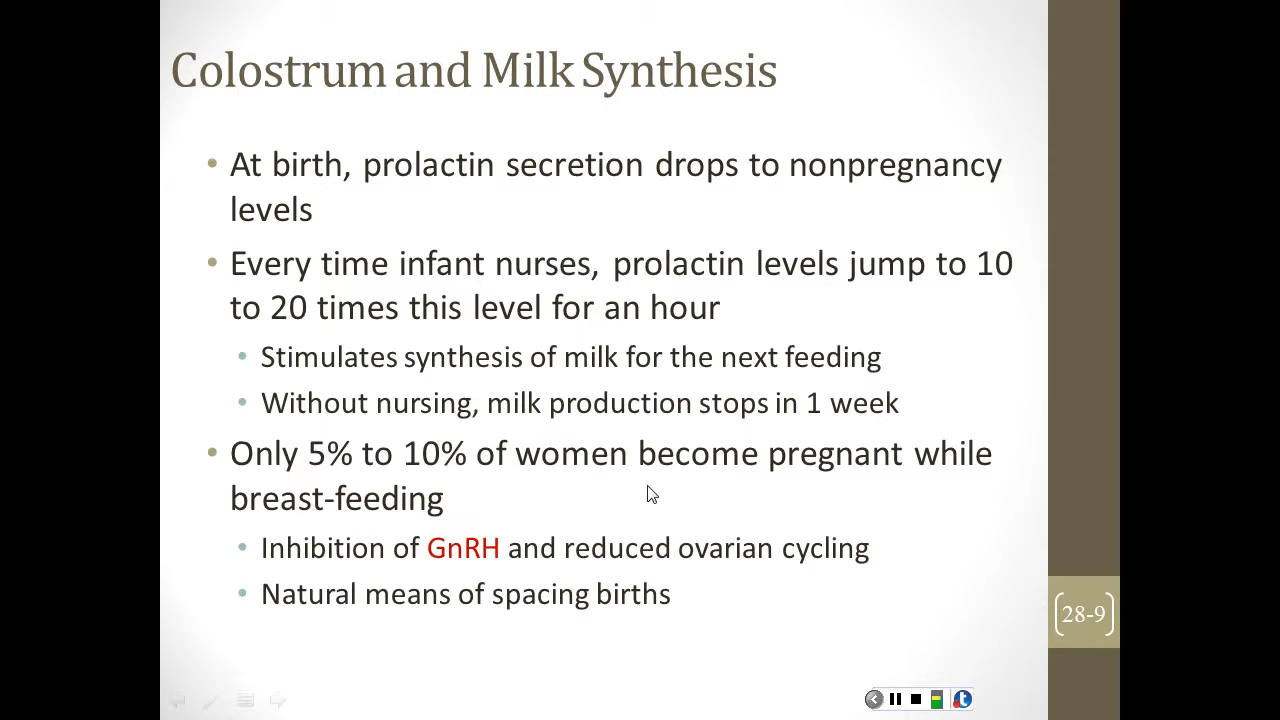 Colostrum and Milk Synthesis
• At birth, prolactin secretion drops to nonpregnancy
levels
• Every time infant nurses, prolactin levels jump to 10
to 20 times this level for an hour
• Stimulates synthesis of milk for the next feeding
• Without nursing, milk production stops in 1 week
• Only 5% to 10% of women become pregnant while
breast-feeding
• Inhibition of GnRH and reduced ovarian cycling
• Natural means of spacing births
28-9
t